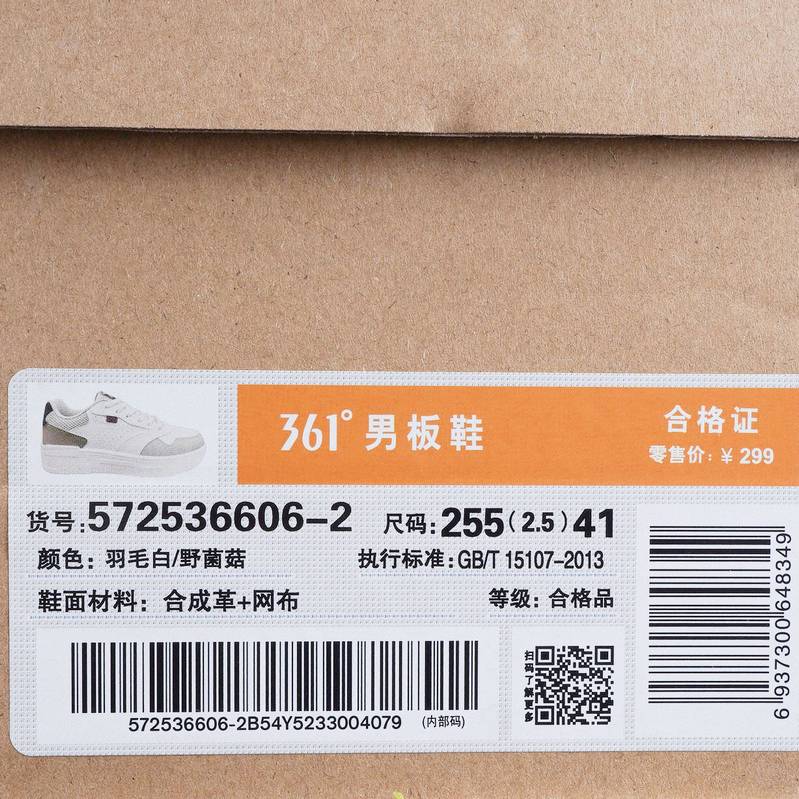 361° 男板鞋
合格证
零售价: ¥ 299
货号:572536606-2 尺码:255(2.5)41
颜色: 羽毛白/野菌菇 执行标准:GB/T 15107-2013
鞋面材料: 合成革+网布 等级: 合格品
572536606-2B54Y5233004079 (内部码)
扫码了解更多
6937300648349